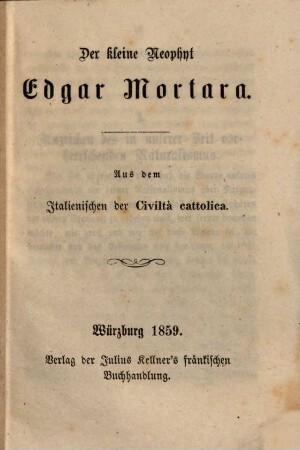 Der kleine Neophyt
Edgar Mortara.
Aus dem
Italienischen der Civiltà cattolica.
Würzburg 1859.
Verlag der Julius Kellner's fränkischen
Buchhandlung.